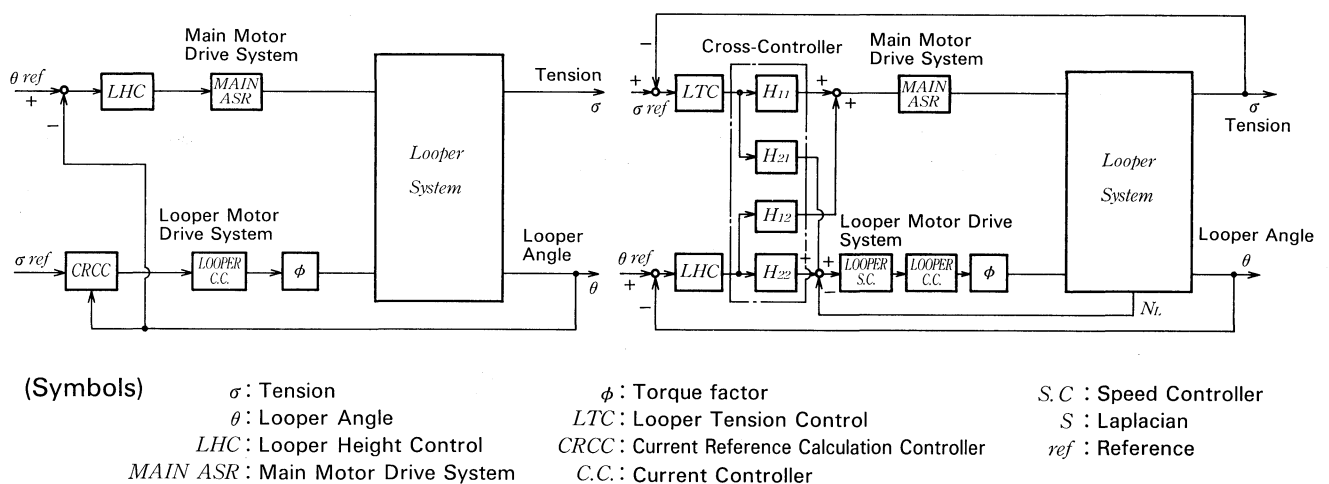 Main Motor
Drive System
θ ref
+
−
LHC
MAIN
ASR
Tension
σ
Looper
System
Looper Motor
Drive System
σ ref
CRCC
LOOPER
C.C.
ϕ
Looper
Angle
θ
−
Cross-Controller
Main Motor
Drive System
+
+
σ ref
LTC
H11
+
+
MAIN
ASR
σ
Tension
H21
Looper
System
H12
Looper Motor Drive
System
Looper Angle
θ ref
+
−
LHC
H22
+
+
−
LOOPER
S.C.
LOOPER
C.C.
ϕ
θ
NL
(Symbols)
σ : Tension
θ : Looper Angle
LHC : Looper Height Control
MAIN ASR : Main Motor Drive System
ϕ : Torque factor
LTC : Looper Tension Control
CRCC : Current Reference Calculation Controller
C.C. : Current Controller
S.C : Speed Controller
S : Laplacian
ref : Reference